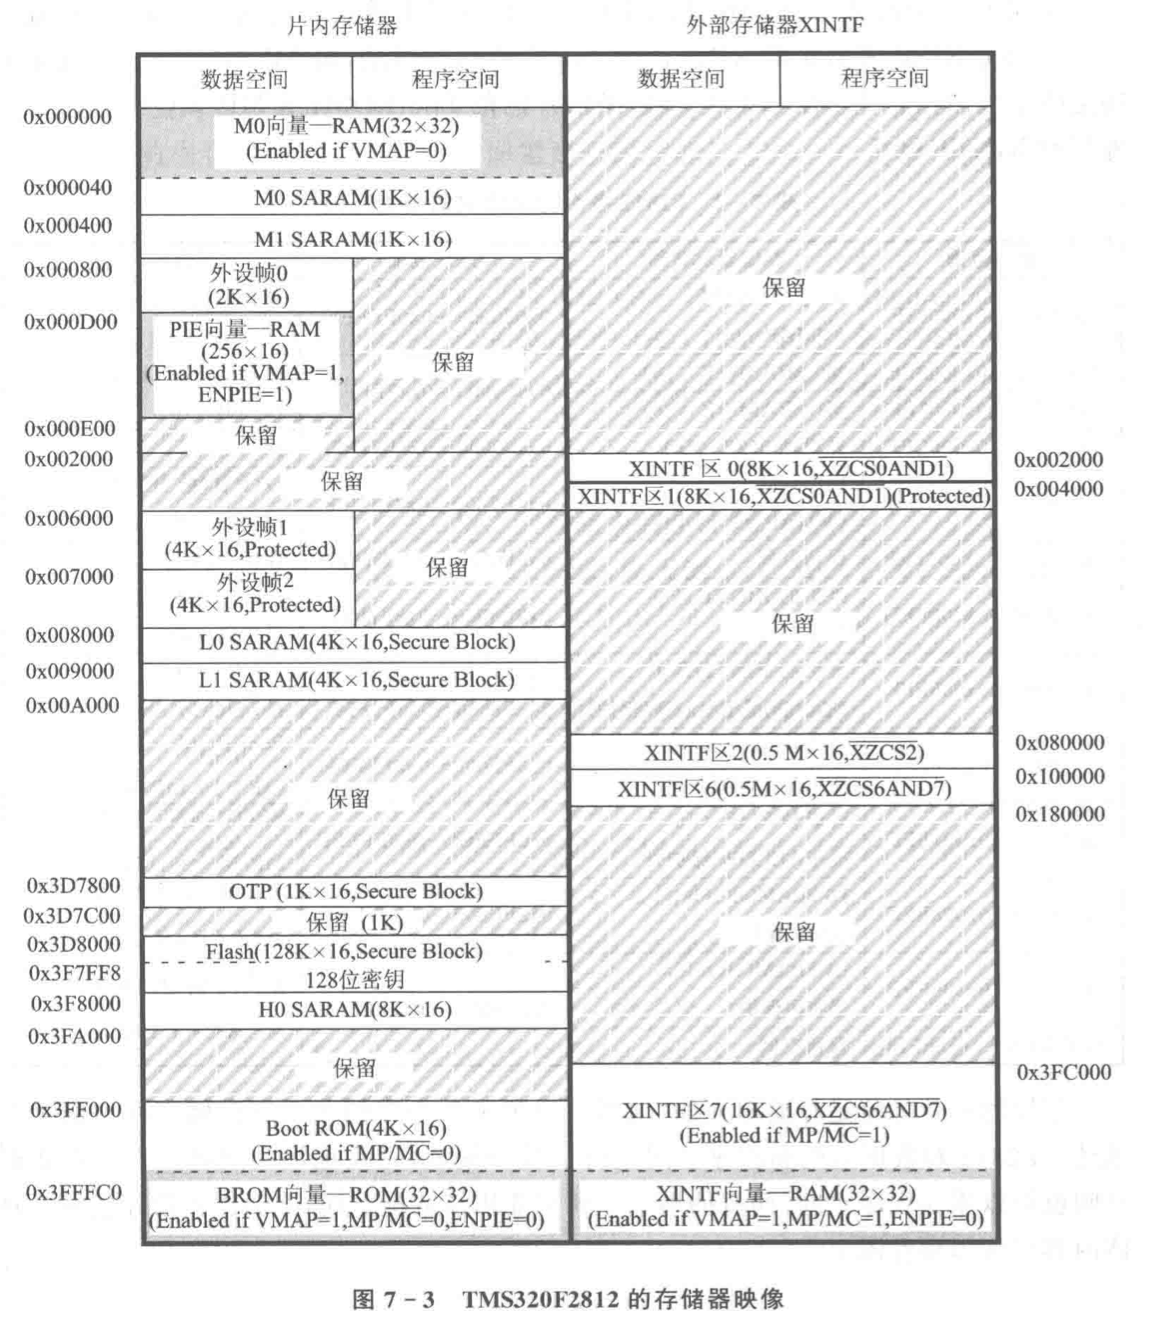 片内存储器
外部存储器XINTF
数据空间
程序空间
数据空间
程序空间
0x000000
M0向量—RAM(32×32)
(Enabled if VMAP=0)
0x000040
M0 SARAM(1K×16)
0x000400
M1 SARAM(1K×16)
0x000800
外设帧0
(2K×16)
保留
0x000D00
PIE向量—RAM
(256×16)
(Enabled if VMAP=1,
ENPIE=1)
保留
0x000E00
保留
0x002000
保留
XINTF 区 0(8K×16,XZCS0AND1)
0x002000
XINTF区1(8K×16,XZCS0AND1)(Protected)
0x004000
0x006000
外设帧1
(4K×16,Protected)
保留
0x007000
外设帧2
(4K×16,Protected)
保留
0x008000
L0 SARAM(4K×16,Secure Block)
0x009000
L1 SARAM(4K×16,Secure Block)
0x00A000
XINTF区2(0.5 M×16,XZCS2)
0x080000
XINTF区6(0.5M×16,XZCS6AND7)
0x100000
保留
0x180000
0x3D7800
OTP (1K×16,Secure Block)
0x3D7C00
保留 (1K)
保留
0x3D8000
Flash(128K×16,Secure Block)
0x3F7FF8
128位密钥
0x3F8000
H0 SARAM(8K×16)
0x3FA000
保留
0x3FC000
0x3FF000
Boot ROM(4K×16)
(Enabled if MP/MC=0)
XINTF区7(16K×16,XZCS6AND7)
(Enabled if MP/MC=1)
0x3FFFC0
BROM向量—ROM(32×32)
(Enabled if VMAP=1,MP/MC=0,ENPIE=0)
XINTF向量—RAM(32×32)
(Enabled if VMAP=1,MP/MC=1,ENPIE=0)
图 7-3 TMS320F2812 的存储器映像